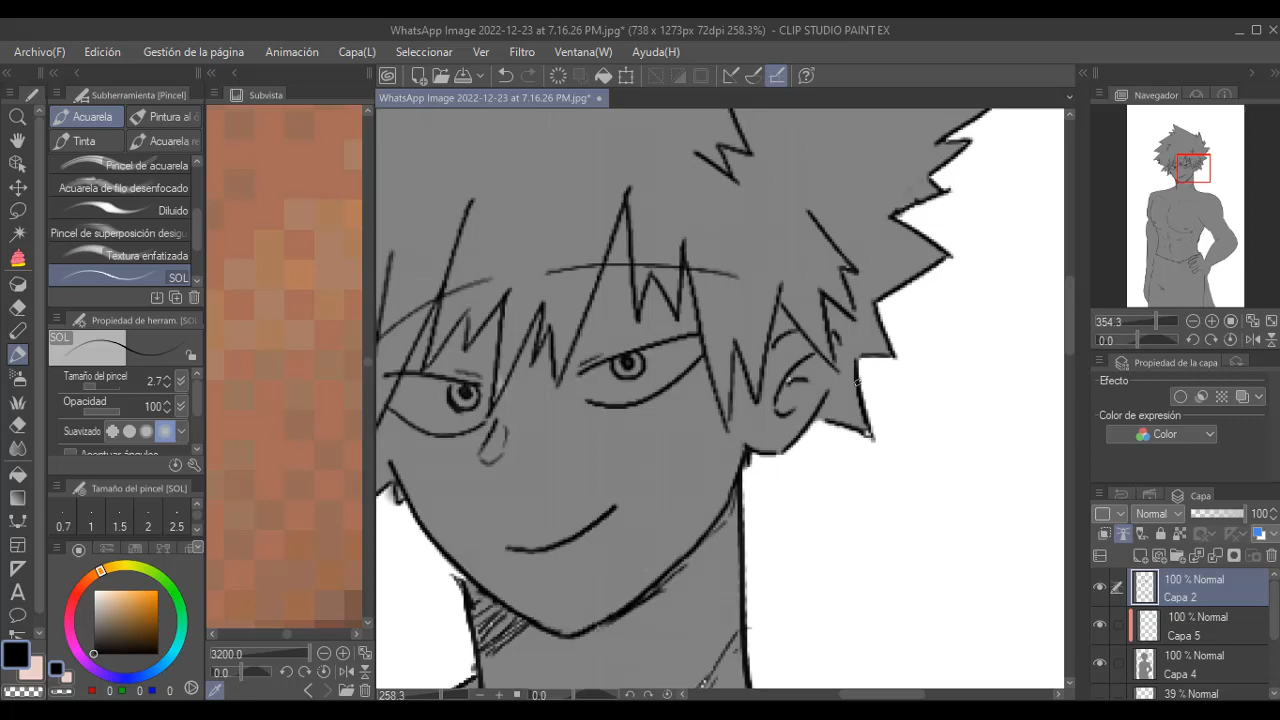 WhatsApp Image 2022-12-23 at 7.16.26 PM.jpg* (738 x 1273px 72dpi 258.3%) - CLIP STUDIO PAINT EX
Archivo(F) Edición Gestión de la página Animación Capa(L) Seleccionar Ver Filtro Ventana(W) Ayuda(H)
Subherramienta [Pincel]
Subvista
WhatsApp Image 2022-12-23 at 7.16.26 PM.jpg*
Navegador
Acuarela
Pintura al ó
Tinta
Acuarela re
Pincel de acuarela
Acuarela de filo desenfocado
Diluido
Pincel de superposición desigu
Textura enfatizada
SOL
Propiedad de herram. [SOL]
SOL
Tamaño del pincel 2.7
Opacidad 100
Suavizado
Apertura ángulos
Tamaño del pincel [SOL]
0.7 1 1.5 2 2.5
0 0 0
3200.0
0.0
258.3
0.0
354.3
0.0
Propiedad de la capa
Efecto
Color de expresión
Color
Capa
Normal
100
100 % Normal
Capa 2
100 % Normal
Capa 5
100 % Normal
Capa 4
39 % Normal